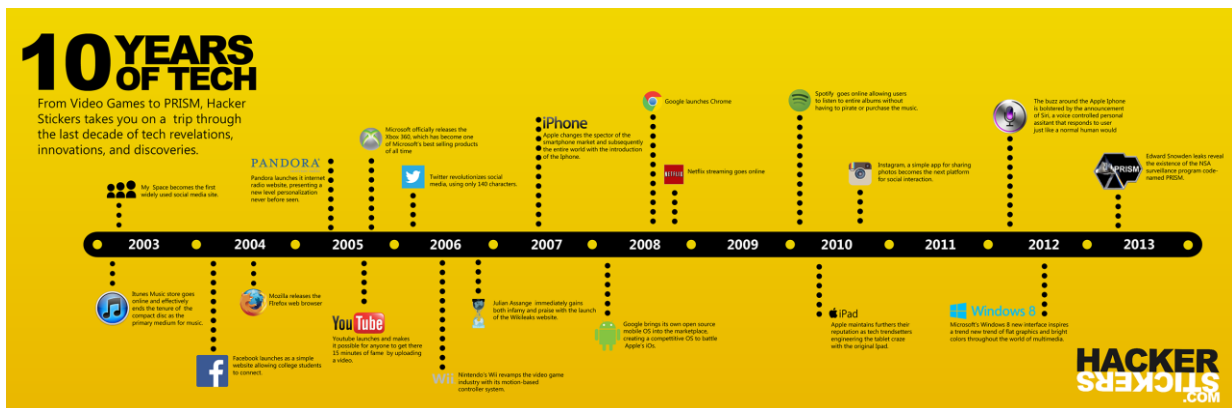 10 YEARS
OF TECH
From Video Games to PRISM, Hacker
Stickers takes you on a trip through
the last decade of tech revelations,
innovations, and discoveries.
My Space becomes the first
widely used social media site.
PANDORA
Pandora launches it internet
radio website, presenting a
new level personalization
never before seen.
Microsoft officially releases the
Xbox 360, which has become one
of Microsoft's best selling products
of all time
Twitter revolutionizes social
media, using only 140 characters.
iPhone
Apple changes the spector of the
smartphone market and subsequently
the entire world with the introduction
of the Iphone.
Google launches Chrome
NETFLIX
Netflix streaming goes online
Spotify goes online allowing users
to listen to entire albums without
having to pirate or purchase the music.
Instagram, a simple app for sharing
photos becomes the next platform
for social interaction.
The buzz around the Apple Iphone
is bolstered by the announcement
of Siri, a voice controlled personal
assitant that responds to user
just like a normal human would
PRISM
Edward Snowden leaks reveal
the existence of the NSA
surveillance program code-
named PRISM.
2003 2004 2005 2006 2007 2008 2009 2010 2011 2012 2013
Itunes Music store goes
online and effectively
ends the tenure of the
compact disc as the
primary medium for music.
Facebook launches as a simple
website allowing college students
to connect.
Mozilla releases the
Firefox web browser
YouTube
Youtube launches and makes
it possible for anyone to get there
15 minutes of fame by uploading
a video.
Wii
Nintendo's Wii revamps the video game
industry with its motion-based
controller system.
Julian Assange immediately gains
both infamy and praise with the launch
of the Wikileaks website.
Google brings its own open source
mobile OS into the marketplace,
creating a competitive OS to battle
Apple's iOs.
iPad
Apple maintains furthers their
reputation as tech trendsetters
engineering the tablet craze
with the original Ipad.
Windows 8
Microsoft's Windows 8 new interface inspires
a trend new trend of flat graphics and bright
colors throughout the world of multimedia.
HACKER
STICKERS
.COM